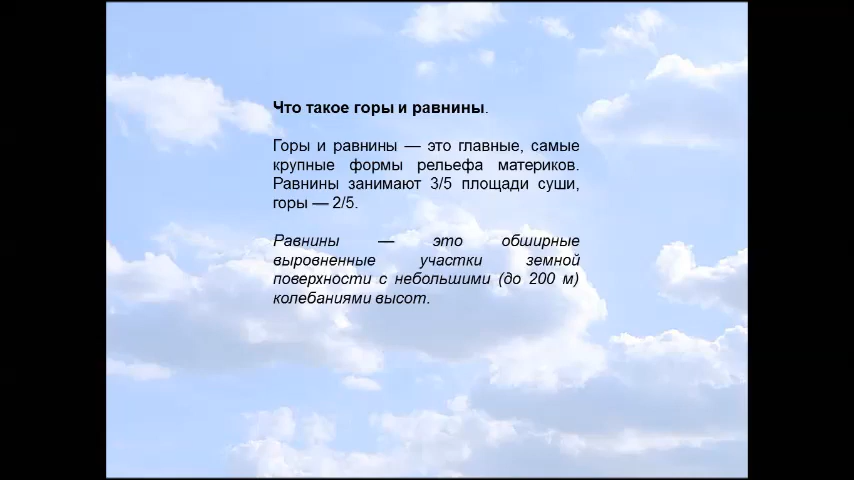 Что такое горы и равнины.
Горы и равнины — это главные, самые
крупные формы рельефа материков.
Равнины занимают 3/5 площади суши,
горы — 2/5.
Равнины — это обширные
выровненные участки земной
поверхности с небольшими (до 200 м)
колебаниями высот.